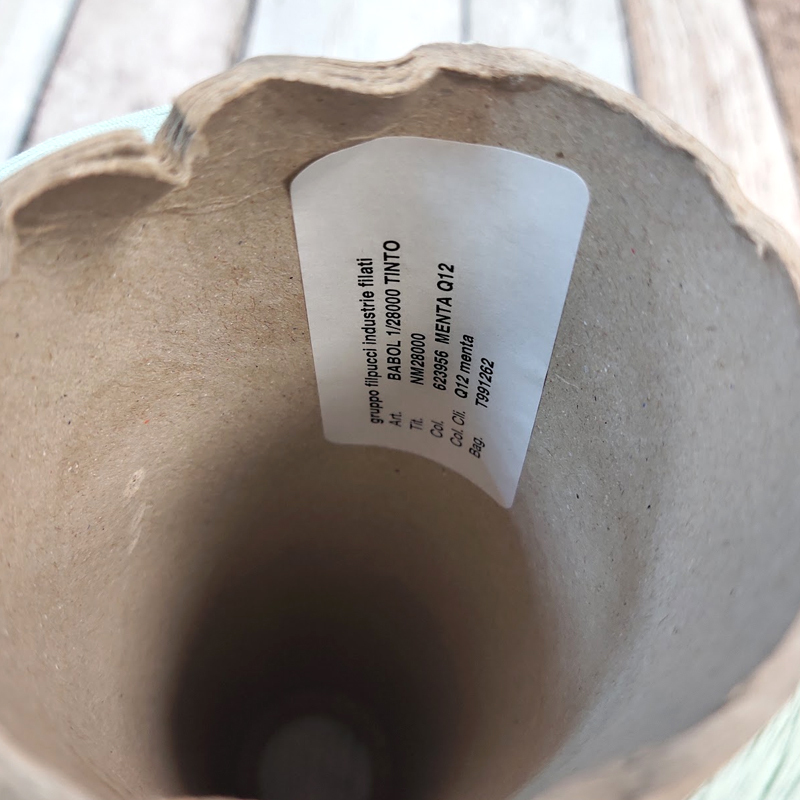 gruppo filpucci industrie filati
Art. BABOL 1/28000 TINTO
Tit. NM28000
Col. 623956 MENTA Q12
Col. Cli. Q12 menta
Bag. T991262